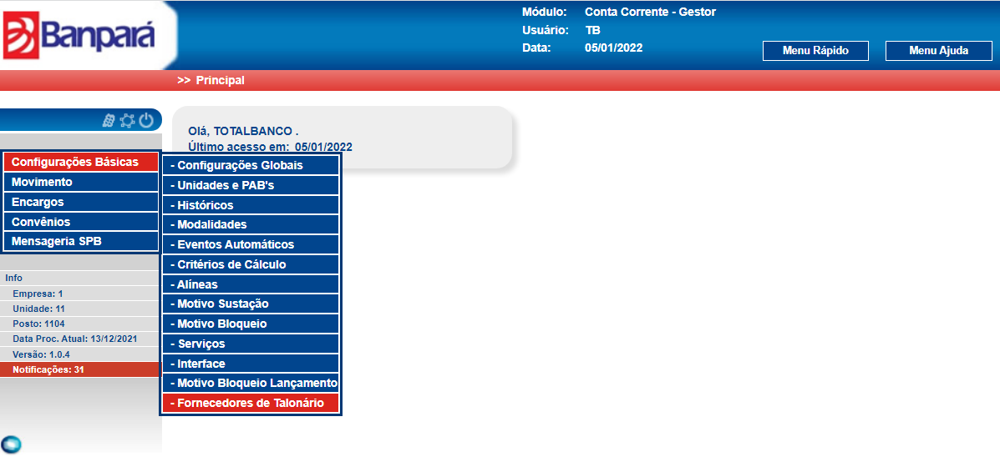 Banpará
Módulo: Conta Corrente - Gestor
Usuário: TB
Data: 05/01/2022
Menu Rápido
Menu Ajuda
>> Principal
Olá, TOTALBANCO .
Último acesso em: 05/01/2022
Configurações Básicas
Movimento
Encargos
Convênios
Mensageria SPB
- Configurações Globais
- Unidades e PAB's
- Históricos
- Modalidades
- Eventos Automáticos
- Critérios de Cálculo
- Alíneas
- Motivo Sustação
- Motivo Bloqueio
- Serviços
- Interface
- Motivo Bloqueio Lançamento
- Fornecedores de Talonário
Info
Empresa: 1
Unidade: 11
Posto: 1104
Data Proc. Atual: 13/12/2021
Versão: 1.0.4
Notificações: 31